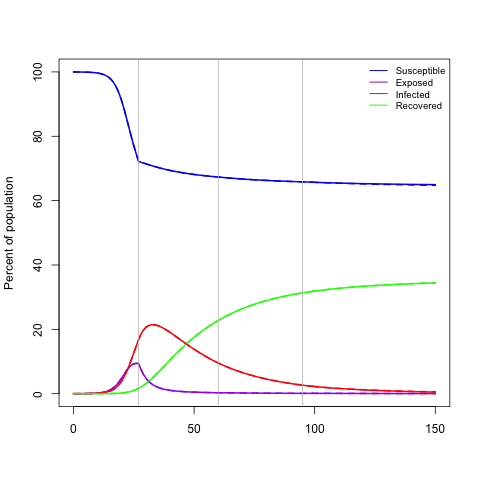 Susceptible
Exposed
Infected
Recovered
Percent of population
100
80
60
40
20
0
0 50 100 150